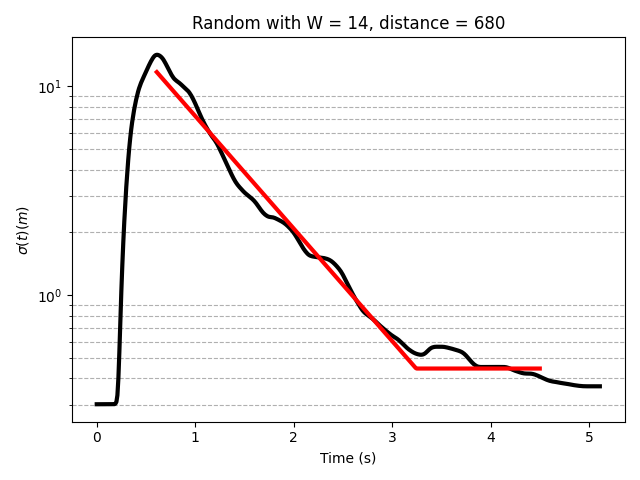 Random with W = 14, distance = 680
σ(t)(m)
10¹
10⁰
0 1 2 3 4 5
Time (s)